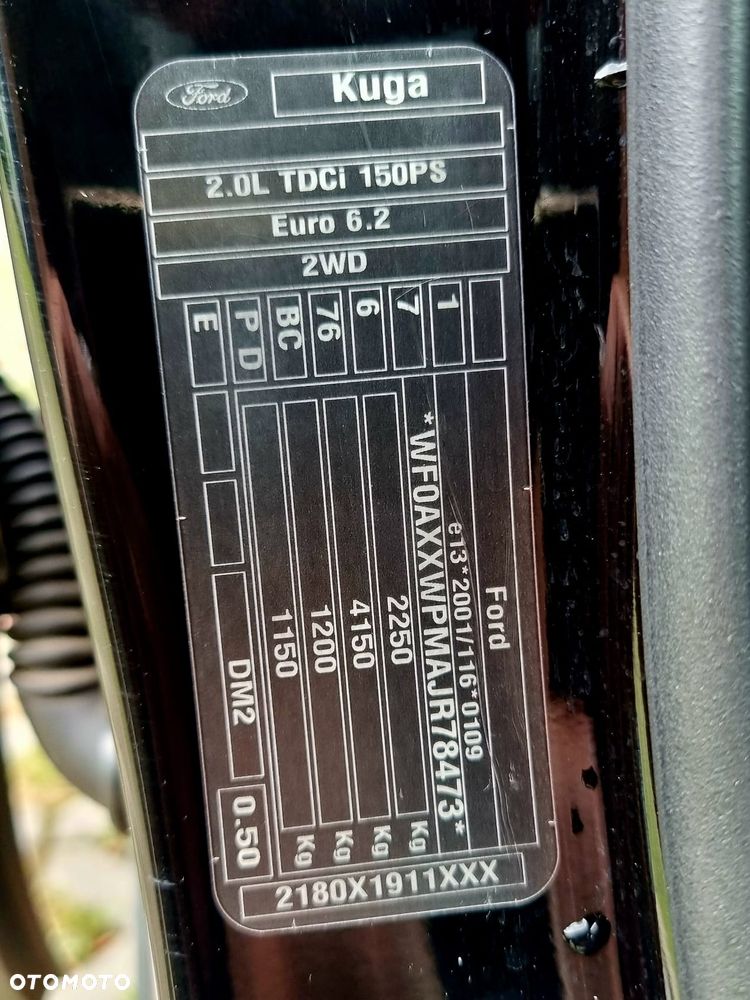 Ford
Kuga
2.0L TDCi 150PS
Euro 6.2
2WD
1
7
6
76
BC
P D
E
Ford
e13*2001/116*0109
*WF0AXXWPMAJR78473*
2250 Kg
4150 Kg
1200 Kg
1150 Kg
DM2
0.50
2180X1911XXX
OTOMOTO